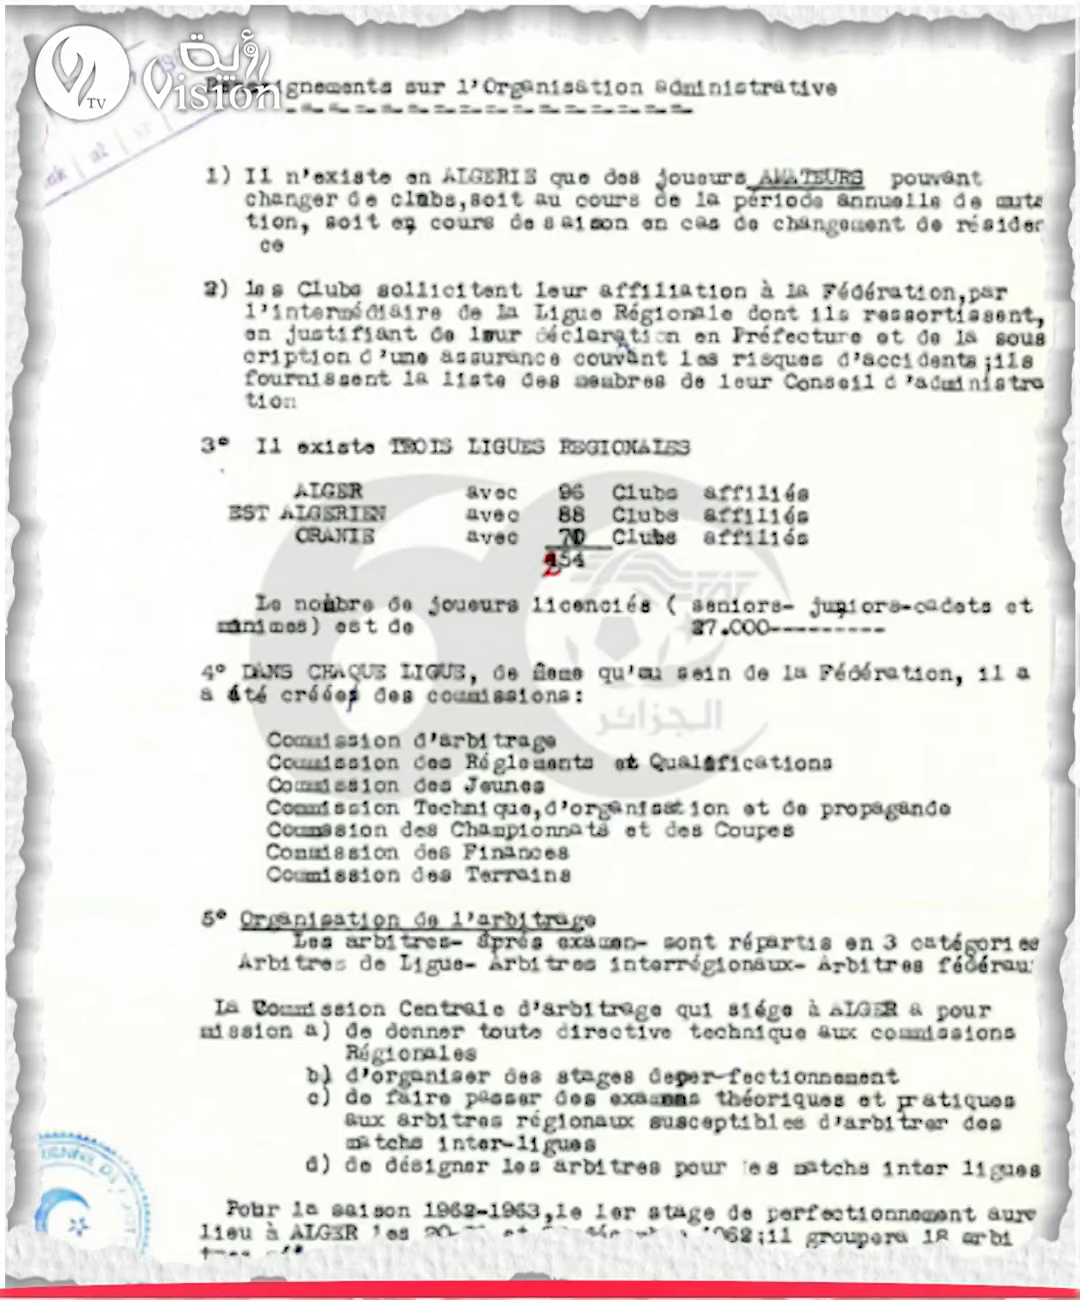 رؤية
Vision
TV
Renseignements sur l'Organisation administrative
1) Il n'existe en ALGERIE que des joueurs AMATEURS pouvant
changer de clubs,soit au cours de la période annuelle de muta
tion, soit en cours de saison en cas de changement de résiden
ce
2) les Clubs sollicitent leur affiliation à la Fédération,par
l'intermédiaire de la Ligue Régionale dont ils ressortissent,
en justifiant de leur déclaration en Préfecture et de la sous
cription d'une assurance couvrant les risques d'accidents;ils
fournissent la liste des membres de leur Conseil d'administra
tion
3° Il existe TROIS LIGUES REGIONALES
ALGER avec 96 Clubs affiliés
EST ALGERIEN avec 88 Clubs affiliés
ORANIE avec 70 Clubs affiliés
254
Le nombre de joueurs licenciés ( seniors- juniors-cadets et
minimes) est de 27.000---------
4° DANS CHAQUE LIGUE, de même qu'au sein de la Fédération, il a
a été créées des commissions:
الجزائر
Commission d'arbitrage
Commission des Réglements et Qualifications
Commission des Jeunes
Commission Technique,d'organisation et de propagande
Commssion des Championnats et des Coupes
Commission des Finances
Commission des Terrains
5° Organisation de l'arbitrage
Les arbitres- après examen- sont répartis en 3 catégories
Arbitres de Ligue- Arbitres interrégionaux- Arbitres fédéraux
La Commission Centrale d'arbitrage qui siége à ALGER a pour
mission a) de donner toute directive technique aux commissions
Régionales
b) d'organiser des stages deper-fectionnement
c) de faire passer des examens théoriques et pratiques
aux arbitres régionaux susceptibles d'arbitrer des
matchs inter-ligues
d) de désigner les arbitres pour les matchs inter ligues
Pour la saison 1962-1963,le 1er stage de perfectionnement aura
lieu à ALGER les 20- et 1962;il groupera 18 arbi